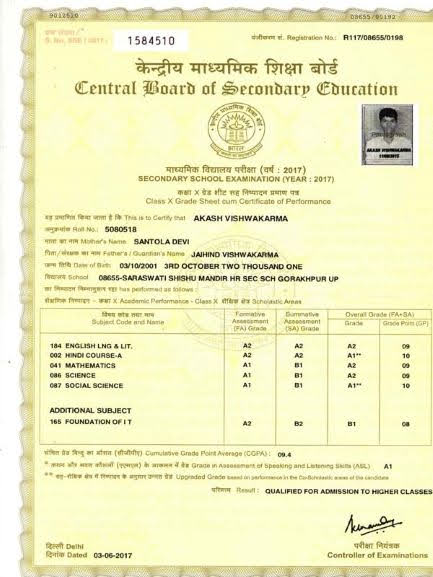 9012510
08655/00192
क्रम संख्या/
S. No. SSE / 2017 : 1584510
पंजीकरण सं. Registration No.: R117/08655/0198
केन्द्रीय माध्यमिक शिक्षा बोर्ड
Central Board of Secondary Education
भारत
AKASH VISHWAKARMA
माध्यमिक विद्यालय परीक्षा (वर्ष : 2017)
SECONDARY SCHOOL EXAMINATION (YEAR : 2017)
कक्षा X ग्रेड शीट सह निष्पादन प्रमाण पत्र
Class X Grade Sheet cum Certificate of Performance
यह प्रमाणित किया जाता है कि This is to Certify that AKASH VISHWAKARMA
अनुक्रमांक Roll No.: 5080518
माता का नाम Mother's Name SANTOLA DEVI
पिता/संरक्षक का नाम Father's / Guardian's Name JAIHIND VISHWAKARMA
जन्म तिथि Date of Birth 03/10/2001 3RD OCTOBER TWO THOUSAND ONE
विद्यालय School 08655-SARASWATI SHISHU MANDIR HR SEC SCH GORAKHPUR UP
का निष्पादन निम्नानुसार रहा has performed as follows :
शैक्षणिक निष्पादन - कक्षा X Academic Performance - Class X शैक्षिक क्षेत्र Scholastic Areas
विषय कोड तथा नाम Formative Summative Overall Grade (FA+SA)
Subject Code and Name Assessment Assessment Grade Grade Point (GP)
(FA) Grade (SA) Grade
184 ENGLISH LNG & LIT. A2 A2 A2 09
002 HINDI COURSE-A A2 A2 A1** 10
041 MATHEMATICS A1 B1 A2 09
086 SCIENCE A1 B1 A2 09
087 SOCIAL SCIENCE A1 B1 A1** 10
ADDITIONAL SUBJECT
165 FOUNDATION OF I T A2 B2 B1 08
संचित ग्रेड बिन्दु का औसत (सीजीपीए) Cumulative Grade Point Average (CGPA) : 09.4
* वाचन और श्रवण कौशलों (एएसएल) के आकलन में ग्रेड Grade in Assessment of Speaking and Listening Skills (ASL) A1
** सह-शैक्षिक क्षेत्र में निष्पादन के अनुसार उन्नत ग्रेड Upgraded Grade based on performance in the Co-Scholastic areas of the candidate
परिणाम Result : QUALIFIED FOR ADMISSION TO HIGHER CLASSES
दिल्ली Delhi
दिनांक Dated 03-06-2017
परीक्षा नियंत्रक
Controller of Examinations